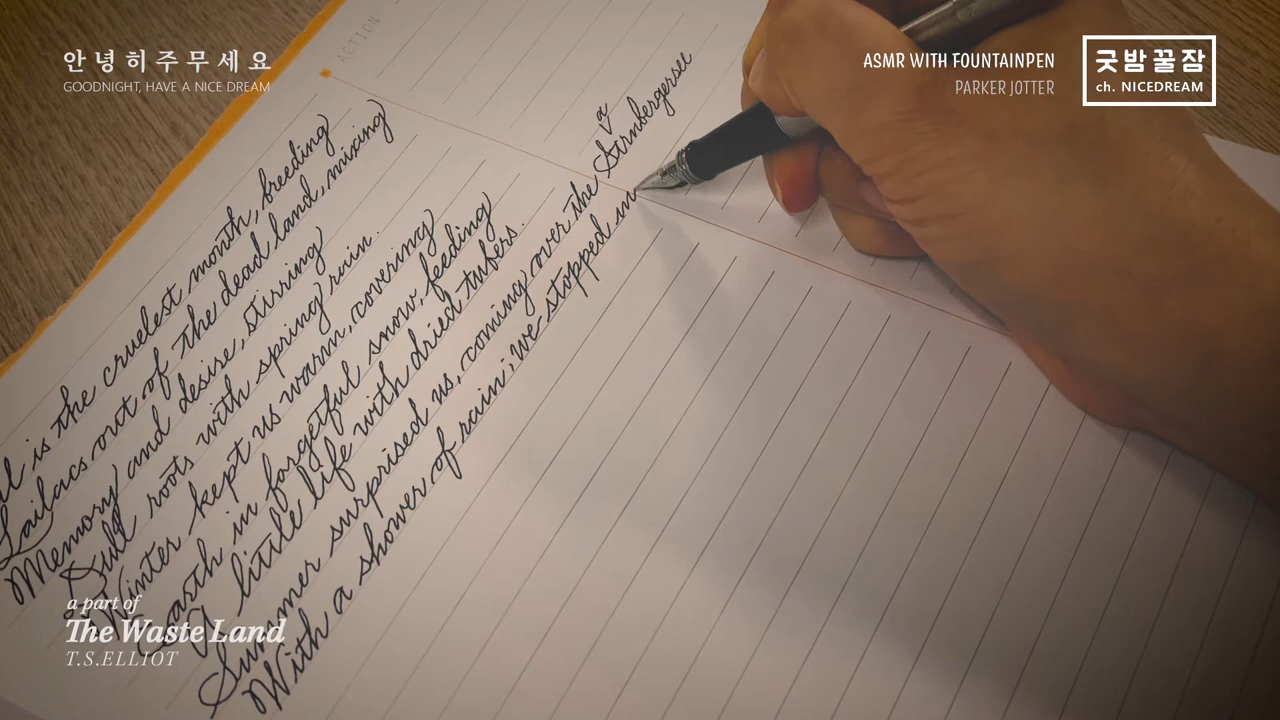 안녕히주무세요
GOODNIGHT, HAVE A NICE DREAM
ASMR WITH FOUNTAINPEN
PARKER JOTTER
굿밤꿀잠
ch. NICEDREAM
ACTION
is the cruelest month, breeding
Lailacs out of the dead land, mixing
Memory and desire, stirring
Dull roots with spring rain.
Winter kept us warm, covering
Earth in forgetful snow, feeding
A little life with dried tubers.
Summer surprised us, coming over the Strnbergersee
a
With a shower of rain; we stopped in
a part of
The Waste Land
T.S.ELLIOT